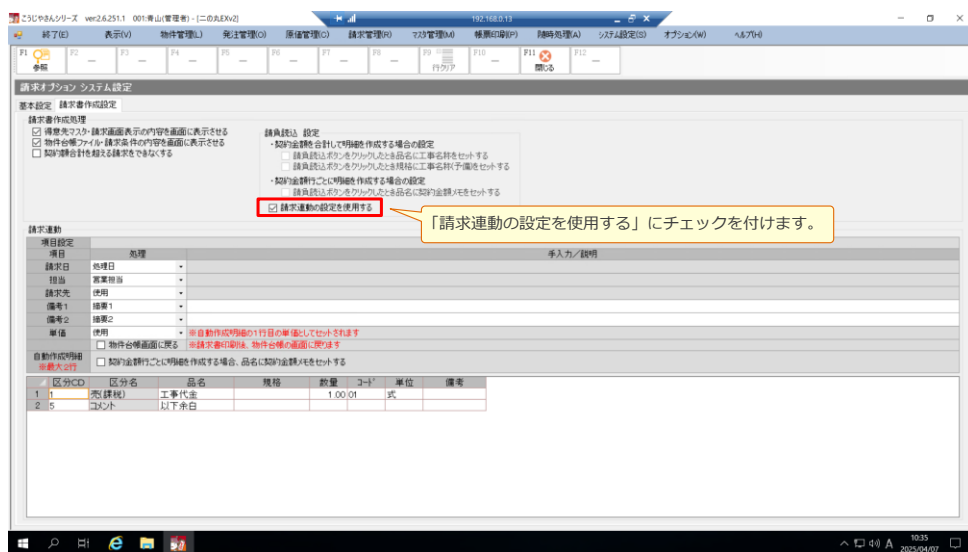 こうじやさんシリーズ ver2.6251.1 001:青山(管理者) - [二の丸EXv2]
192.168.0.13
終了(E) 表示(V) 物件管理(L) 発注管理(O) 原価管理(C) 請求管理(R) マスタ管理(M) 帳票印刷(P) 随時処理(A) システム設定(S) オプション(W) ヘルプ(H)
F1 F2 F3 F4 F5 F6 F7 F8 F9 F10 F11 F12
参照 行クリア 閉じる
請求オプション システム設定
基本設定 請求書作成設定
請求書作成処理
得意先マスタ・請求画面表示の内容を画面に表示させる
物件台帳ファイル・請求条件の内容を画面に表示させる
契約額合計を超える請求をできなくする
請負読込 設定
・契約金額を合計して明細を作成する場合の設定
請負読込ボタンをクリックしたとき品名に工事名称をセットする
請負読込ボタンをクリックしたとき規格に工事名称(予備)をセットする
・契約金額行ごとに明細を作成する場合の設定
請負読込ボタンをクリックしたとき品名に契約金額メモをセットする
請求連動の設定を使用する
「請求連動の設定を使用する」にチェックを付けます。
請求連動
項目設定
項目 処理 手入力/説明
請求日 処理日
担当 営業担当
請求先 使用
備考1 摘要1
備考2 摘要2
単価 使用 ※自動作成明細の1行目の単価としてセットされます
物件台帳画面に戻る ※請求書印刷後、物件台帳の画面に戻ります
自動作成明細
※最大2行
契約金額行ごとに明細を作成する場合、品名に契約金額メモをセットする
区分CD 区分名 品名 規格 数量 コード 単位 備考
1 1 売(課税) 工事代金 1.00 01 式
2 5 コメント 以下余白
A 10:35
2025/04/07